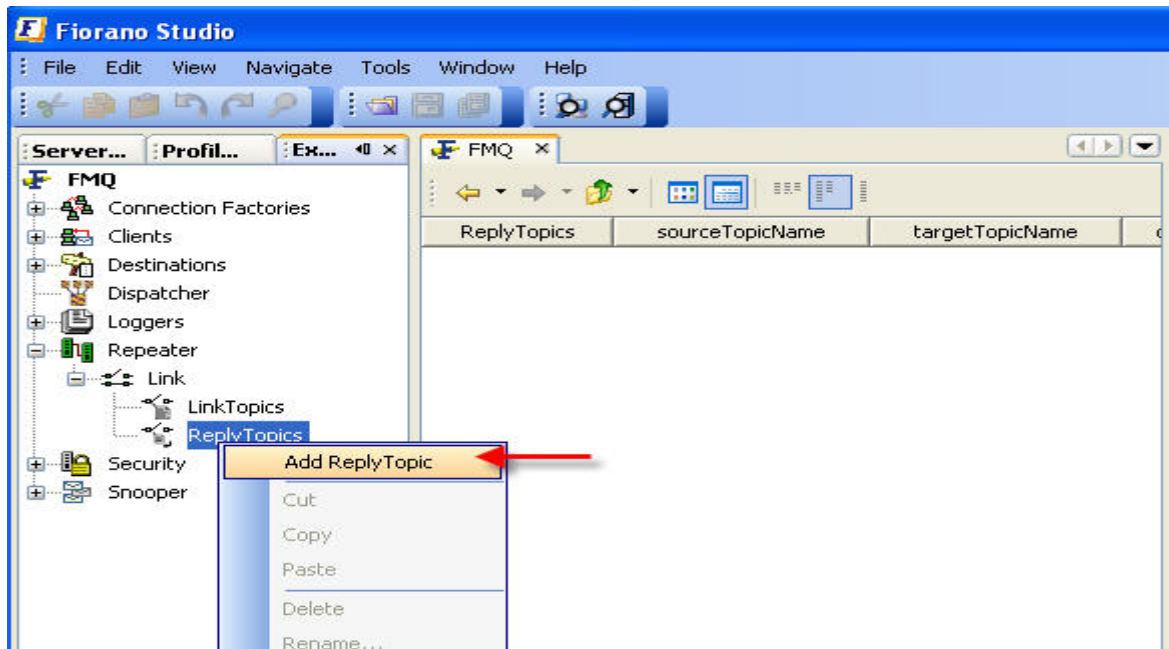 Fiorano Studio
File Edit View Navigate Tools Window Help
Server... Profil... Ex...
FMQ
FMQ
Connection Factories
Clients
Destinations
Dispatcher
Loggers
Repeater
Link
LinkTopics
ReplyTopics
Security
Snooper
ReplyTopics sourceTopicName targetTopicName
Add ReplyTopic
Cut
Copy
Paste
Delete
Rename...